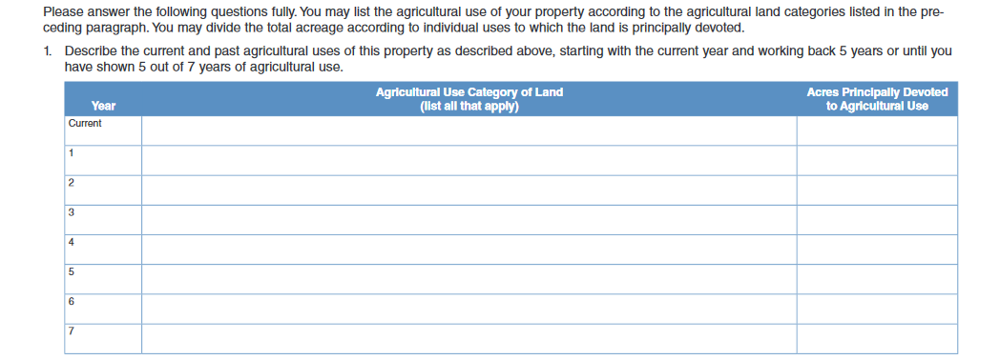 Please answer the following questions fully. You may list the agricultural use of your property according to the agricultural land categories listed in the pre-
ceding paragraph. You may divide the total acreage according to individual uses to which the land is principally devoted.
1. Describe the current and past agricultural uses of this property as described above, starting with the current year and working back 5 years or until you
have shown 5 out of 7 years of agricultural use.
Year
Agricultural Use Category of Land
(list all that apply)
Acres Principally Devoted
to Agricultural Use
Current
1
2
3
4
5
6
7